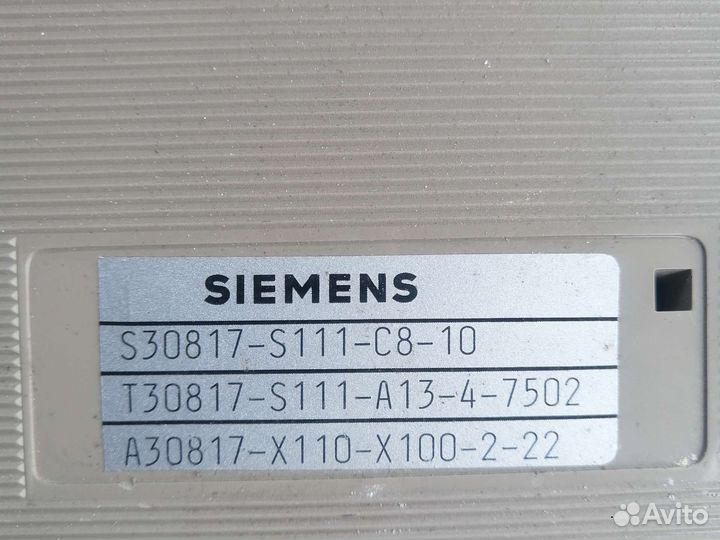 SIEMENS
S30817-S111-C8-10
T30817-S111-A13-4-7502
A30817-X110-X100-2-22
Avito